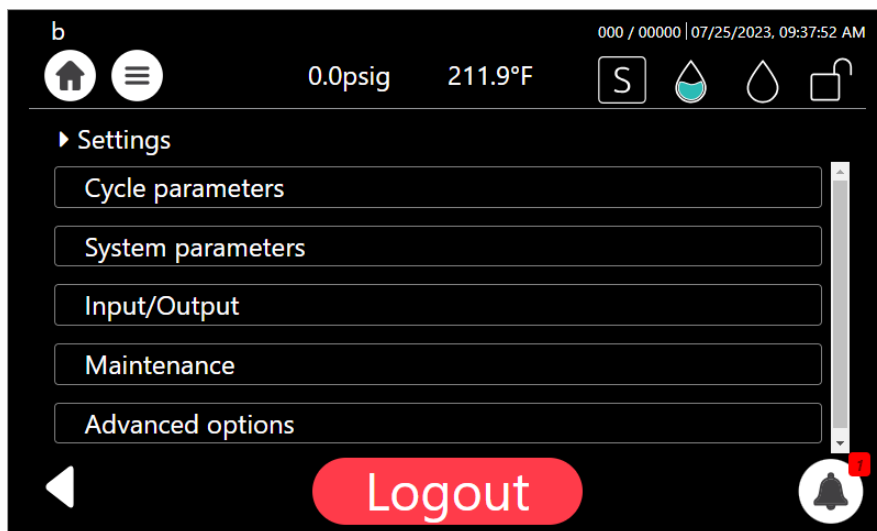 b
000 / 00000 | 07/25/2023, 09:37:52 AM
0.0psig 211.9°F S
Settings
Cycle parameters
System parameters
Input/Output
Maintenance
Advanced options
Logout
1